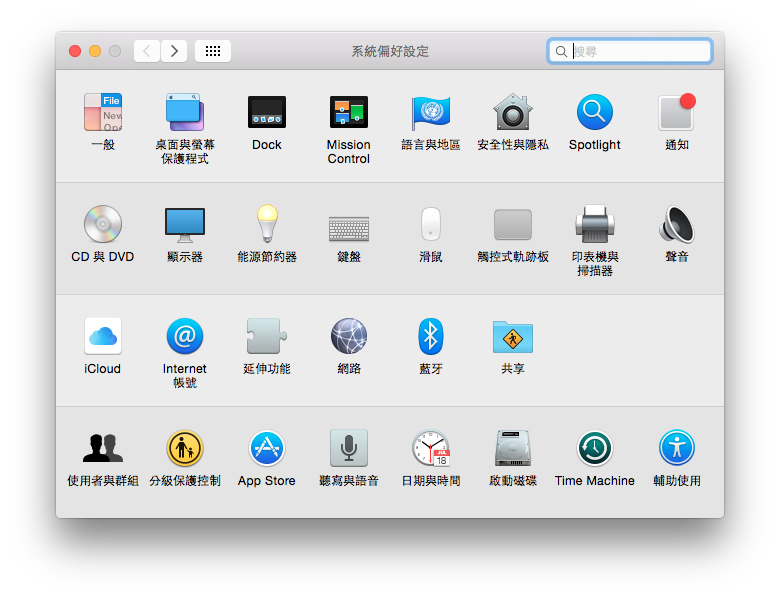 系統偏好設定
搜尋
File
New
Ope
一般
桌面與螢幕
保護程式
Dock
Mission
Control
語言與地區
安全性與隱私
Spotlight
通知
CD 與 DVD
顯示器
能源節約器
鍵盤
滑鼠
觸控式軌跡板
印表機與
掃描器
聲音
iCloud
@
Internet
帳號
延伸功能
網路
藍牙
共享
使用者與群組
分級保護控制
App Store
聽寫與語音
JUL
18
日期與時間
啟動磁碟
Time Machine
輔助使用